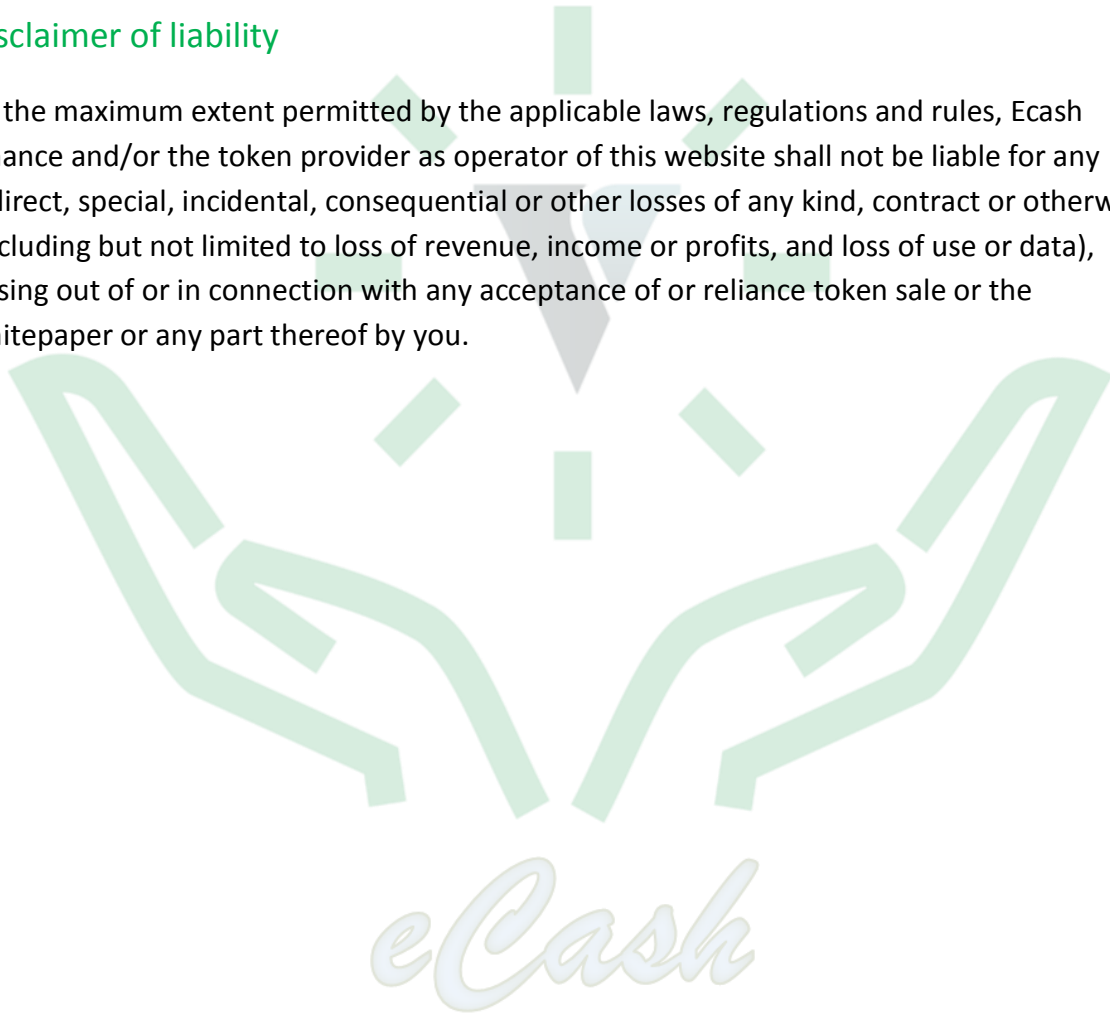 sclaimer of liability
the maximum extent permitted by the applicable laws, regulations and rules, Ecash
nance and/or the token provider as operator of this website shall not be liable for any
direct, special, incidental, consequential or other losses of any kind, contract or otherw
cluding but not limited to loss of revenue, income or profits, and loss of use or data),
sing out of or in connection with any acceptance of or reliance token sale or the
itepaper or any part thereof by you.
eCash